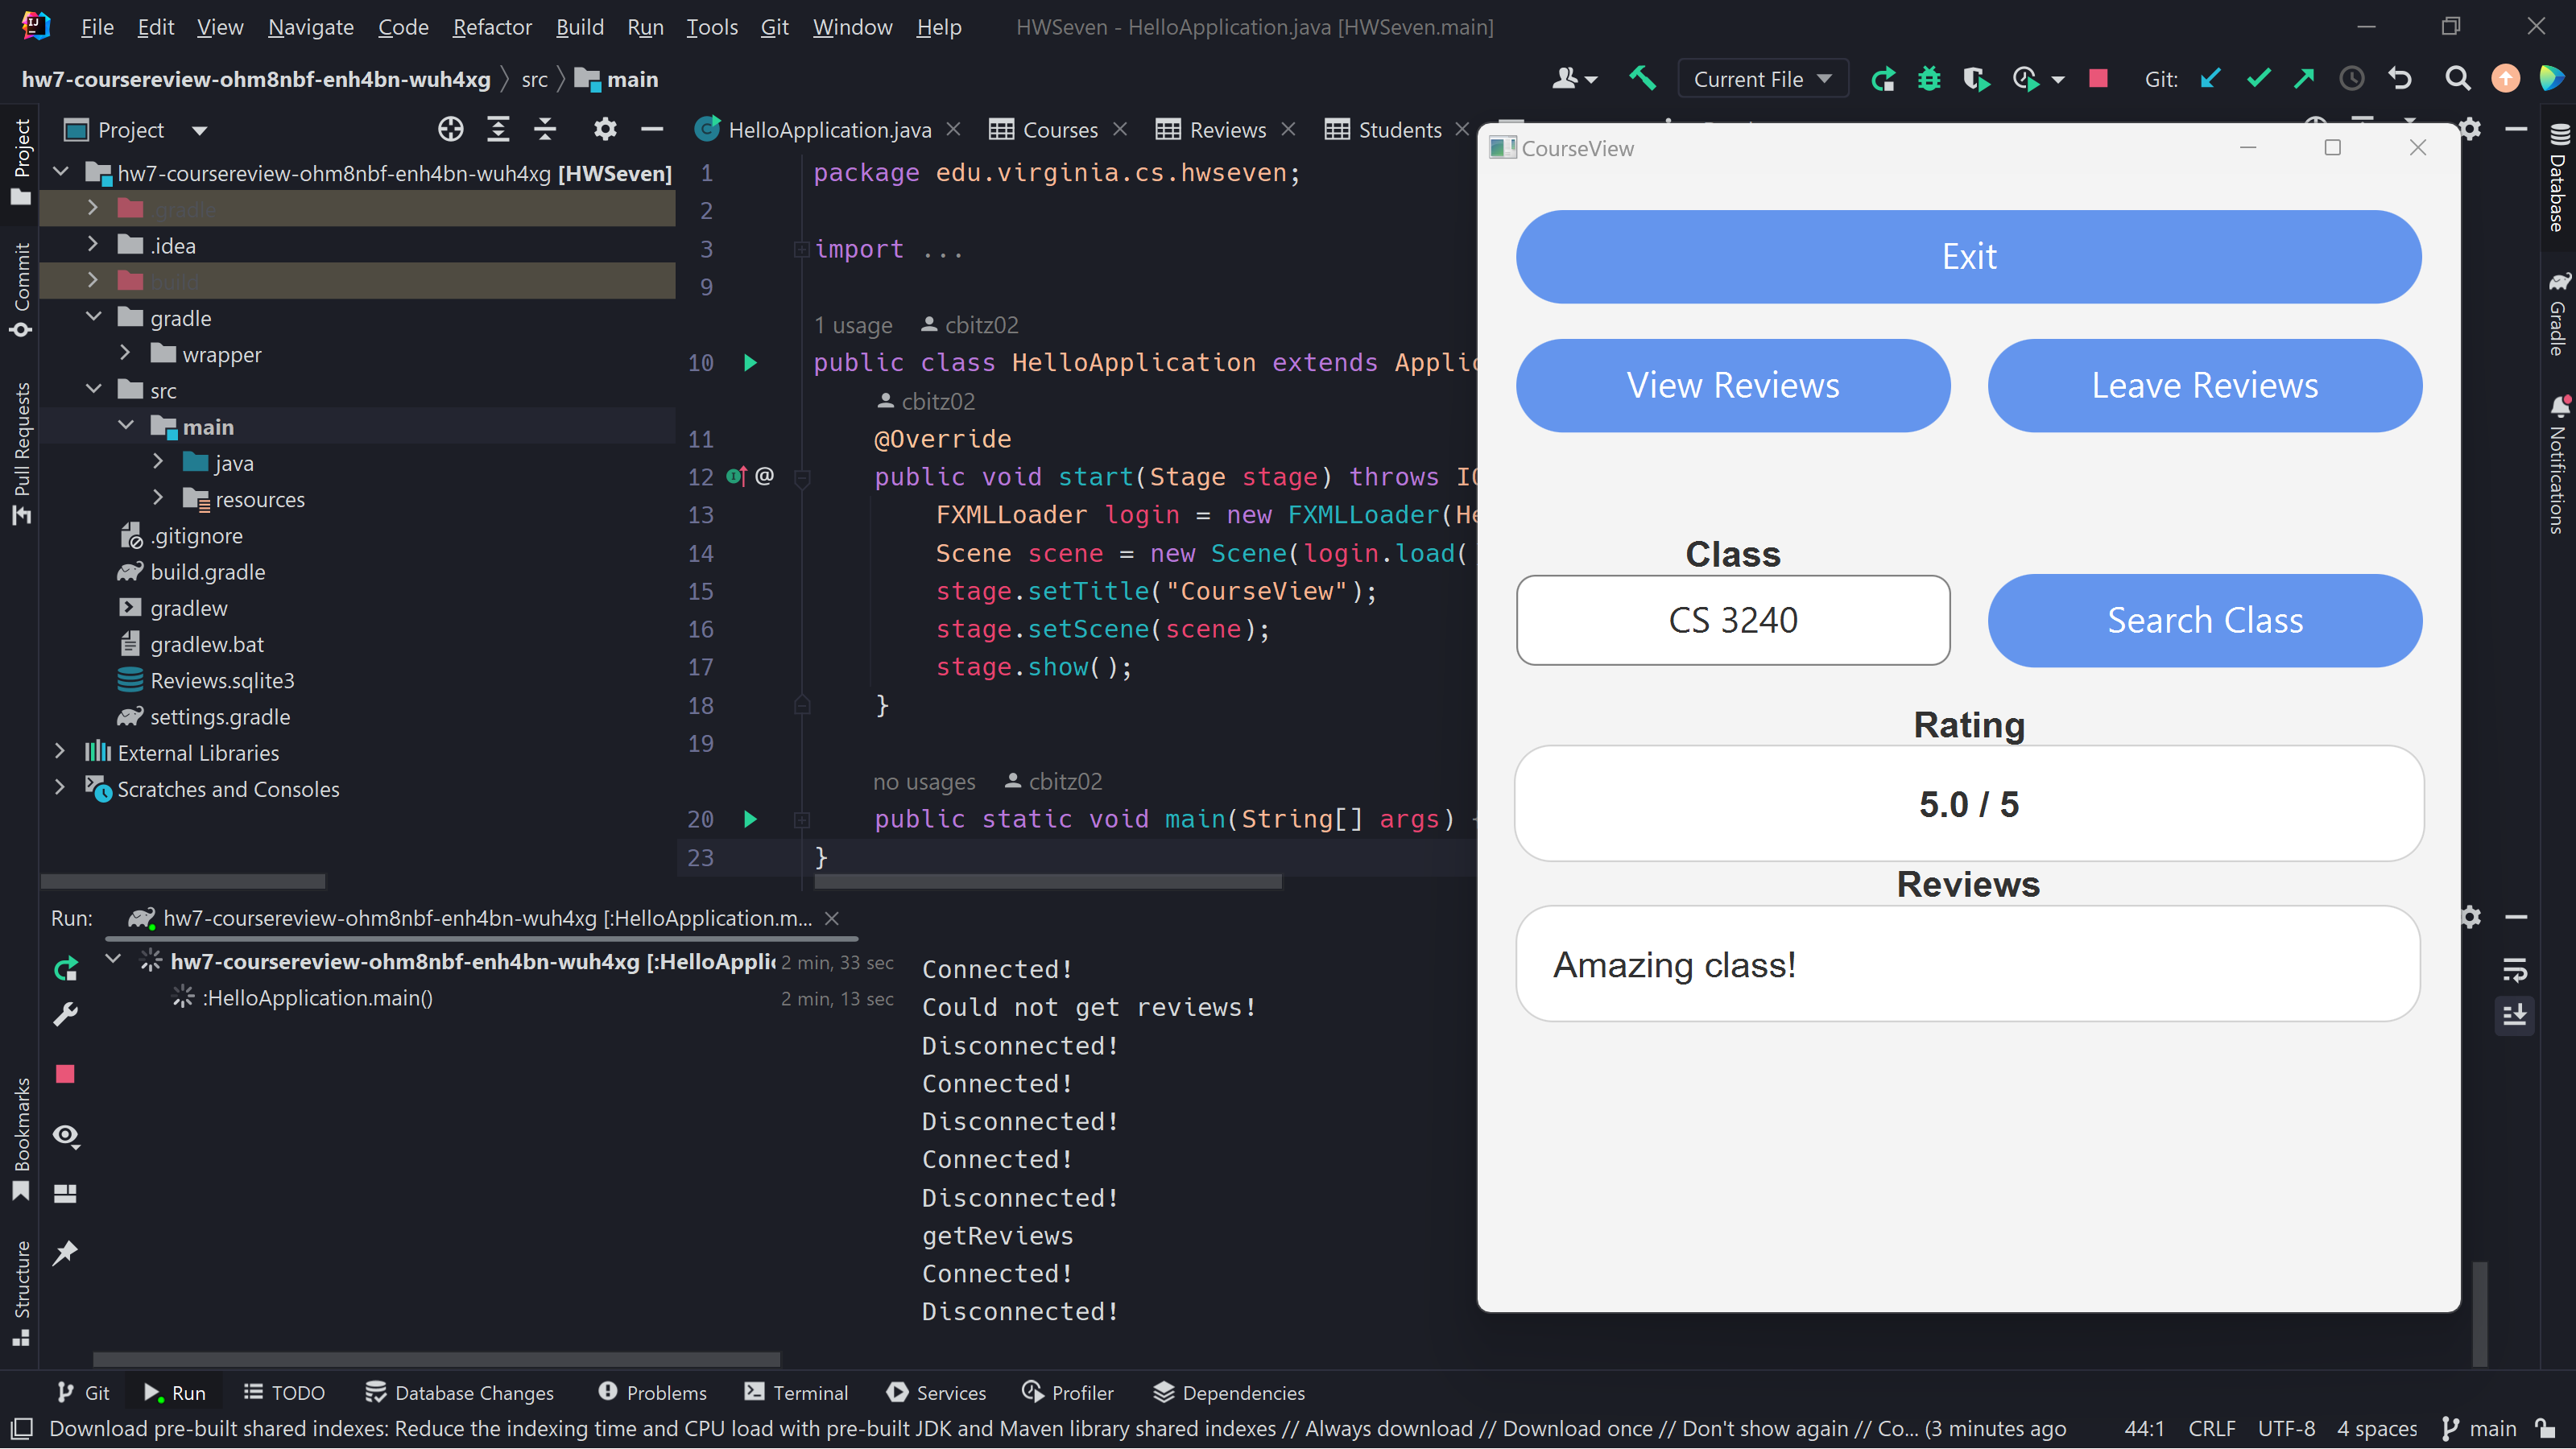 File Edit View Navigate Code Refactor Build Run Tools Git Window Help HWSeven - HelloApplication.java [HWSeven.main]
hw7-coursereview-ohm8nbf-enh4bn-wuh4xg src main Current File Git:
Project
Commit
Pull Requests
Bookmarks
Structure
Project
hw7-coursereview-ohm8nbf-enh4bn-wuh4xg [HWSeven]
.gradle
.idea
build
gradle
wrapper
src
main
java
resources
.gitignore
build.gradle
gradlew
gradlew.bat
Reviews.sqlite3
settings.gradle
External Libraries
Scratches and Consoles
HelloApplication.java Courses Reviews Students
1 package edu.virginia.cs.hwseven;
2
3 import ...
9
1 usage cbitz02
10 public class HelloApplication extends Applic
cbitz02
11 @Override
12 @ public void start(Stage stage) throws IO
13 FXMLLoader login = new FXMLLoader(He
14 Scene scene = new Scene(login.load(
15 stage.setTitle("CourseView");
16 stage.setScene(scene);
17 stage.show();
18 }
19
no usages cbitz02
20 public static void main(String[] args) {
23 }
CourseView
Exit
View Reviews Leave Reviews
Class
CS 3240 Search Class
Rating
5.0 / 5
Reviews
Amazing class!
Database
Gradle
Notifications
Run: hw7-coursereview-ohm8nbf-enh4bn-wuh4xg [:HelloApplication.m...
hw7-coursereview-ohm8nbf-enh4bn-wuh4xg [:HelloAppli 2 min, 33 sec
:HelloApplication.main() 2 min, 13 sec
Connected!
Could not get reviews!
Disconnected!
Connected!
Disconnected!
Connected!
Disconnected!
getReviews
Connected!
Disconnected!
Git Run TODO Database Changes Problems Terminal Services Profiler Dependencies
Download pre-built shared indexes: Reduce the indexing time and CPU load with pre-built JDK and Maven library shared indexes // Always download // Download once // Don't show again // Co... (3 minutes ago 44:1 CRLF UTF-8 4 spaces main